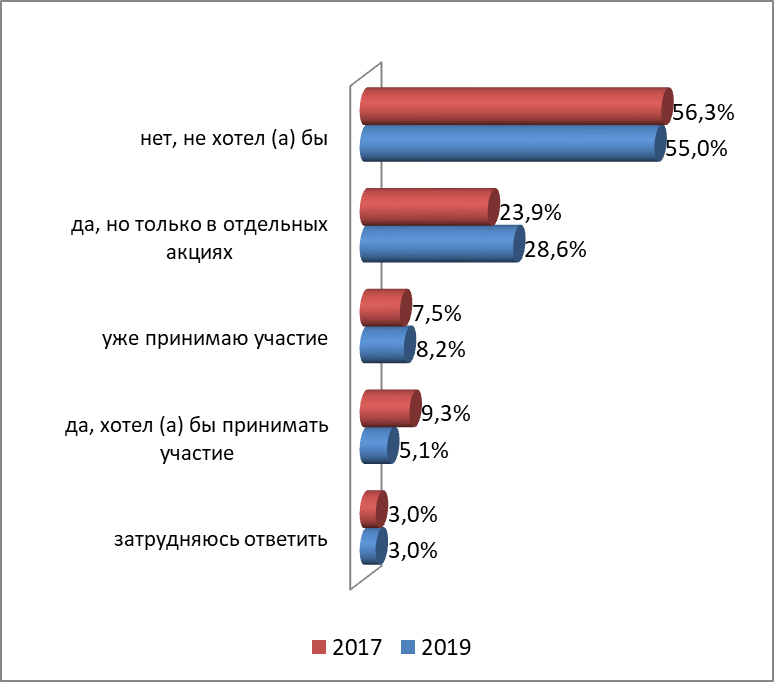 нет, не хотел (а) бы
56,3%
55,0%
да, но только в отдельных
акциях
23,9%
28,6%
уже принимаю участие
7,5%
8,2%
да, хотел (а) бы принимать
участие
9,3%
5,1%
затрудняюсь ответить
3,0%
3,0%
2017 2019